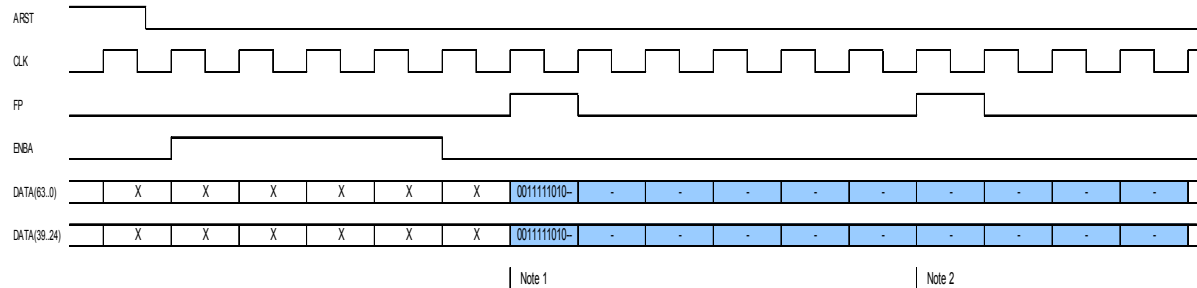 ARST
CLK
FP
ENBA
DATA(63..0) X X X X X X 0011111010-- - - - - - - - - -
DATA(39..24) X X X X X X 0011111010-- - - - - - - - - -
Note 1 Note 2